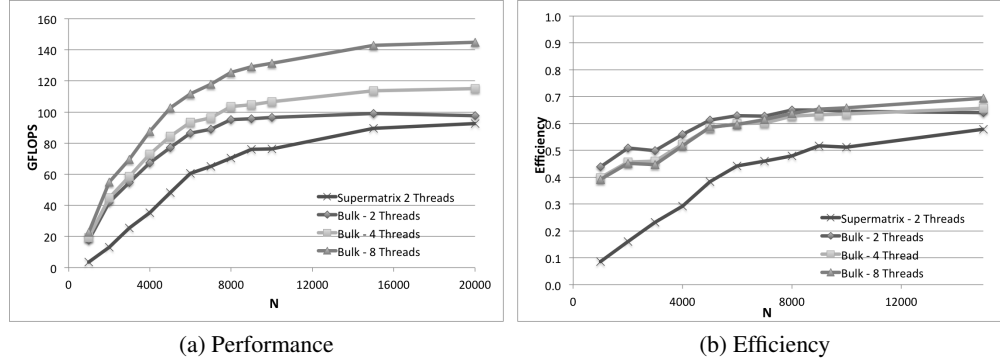 160
140
120
100
80
60
40
20
0
GFLOPS
0 4000 8000 12000 16000 20000
N
Supermatrix 2 Threads
Bulk - 2 Threads
Bulk - 4 Threads
Bulk - 8 Threads
(a) Performance
1.0
0.9
0.8
0.7
0.6
0.5
0.4
0.3
0.2
0.1
0.0
Efficiency
0 4000 8000 12000
N
Supermatrix - 2 Threads
Bulk - 2 Threads
Bulk - 4 Thread
Bulk - 8 Threads
(b) Efficiency